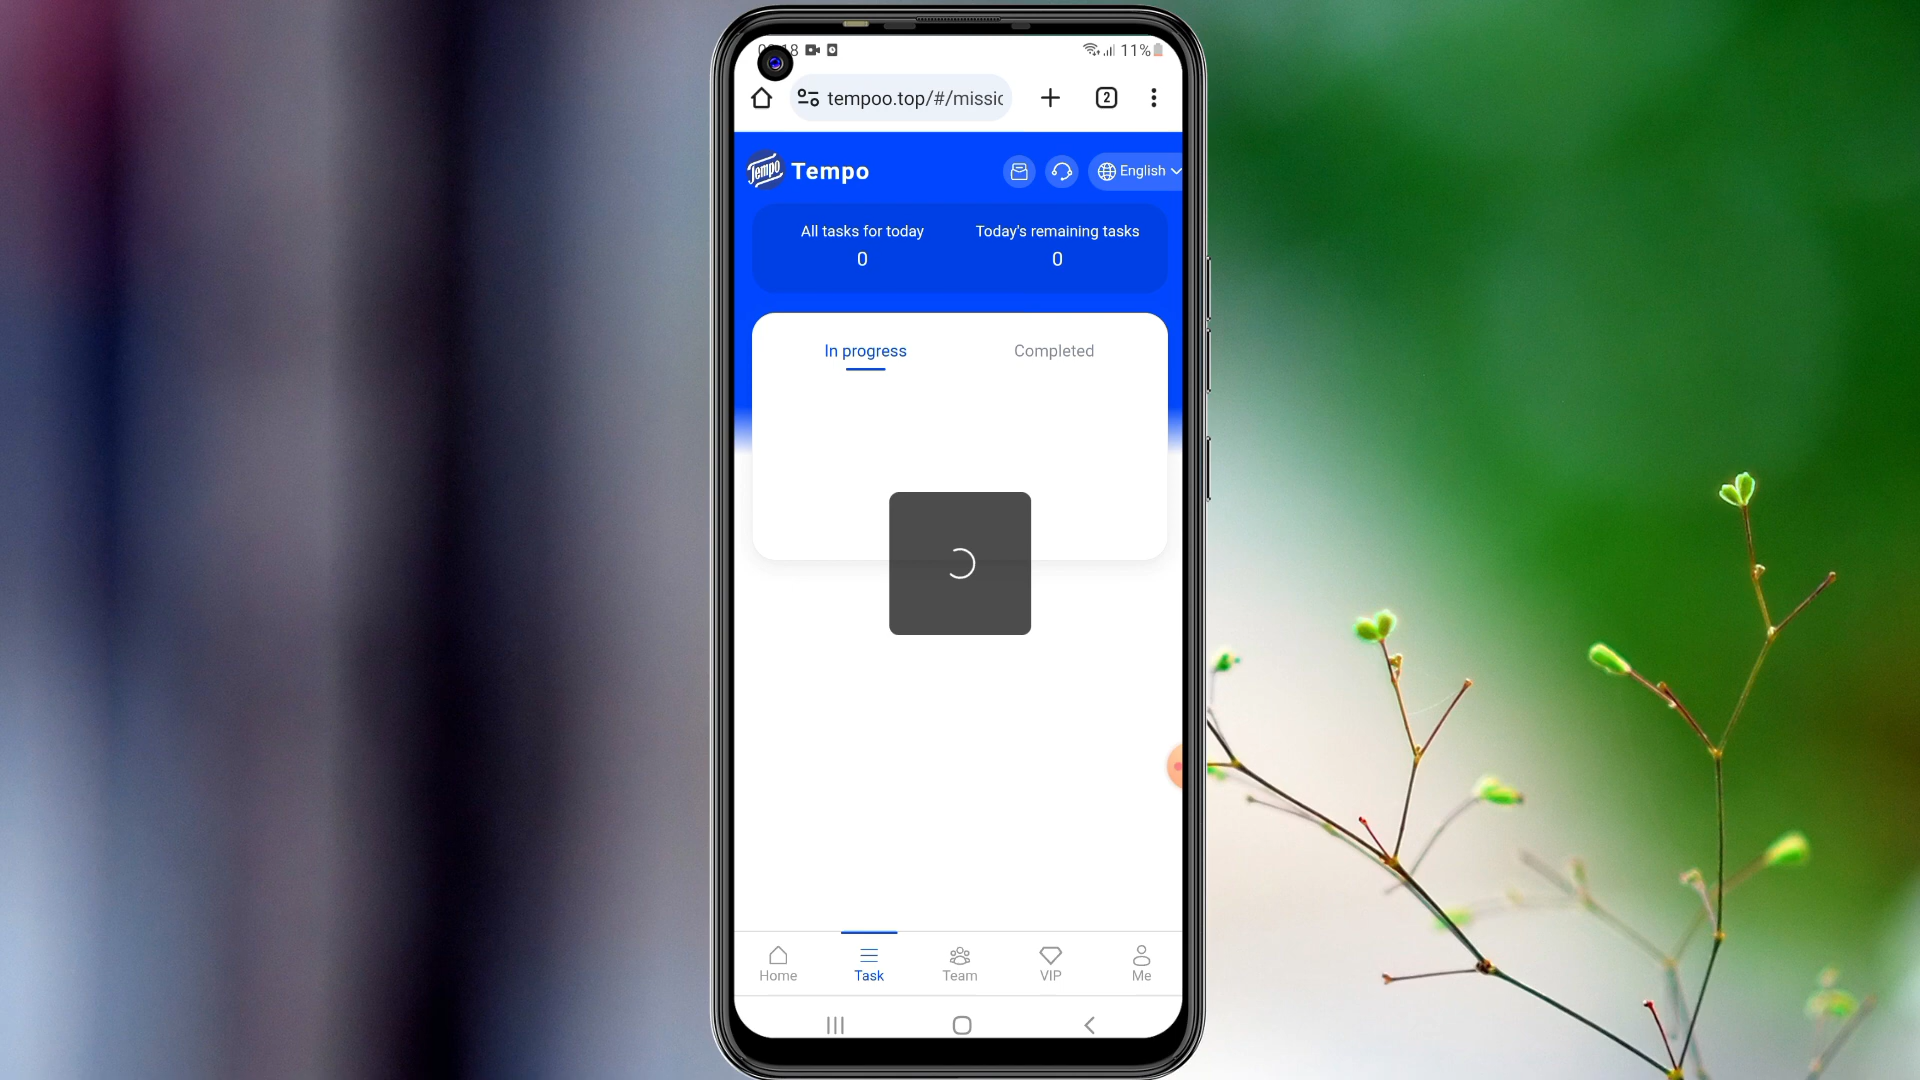 11%
tempoo.top/#/missic
2
Tempo
Tempo
English
All tasks for today
Today's remaining tasks
0
0
In progress
Completed
Home
Task
Team
VIP
Me